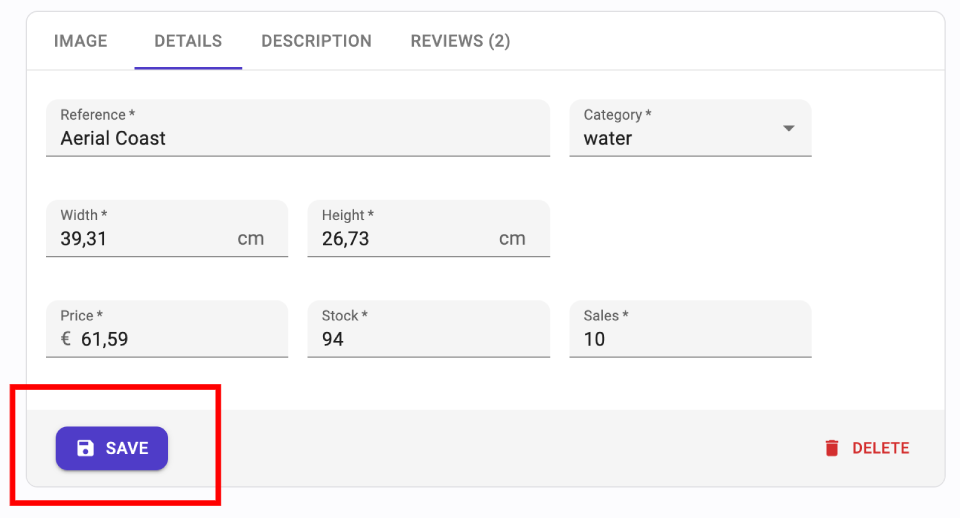 IMAGE DETAILS DESCRIPTION REVIEWS (2)
Reference * Category *
Aerial Coast water
Width * Height *
39,31 cm 26,73 cm
Price * Stock * Sales *
€ 61,59 94 10
SAVE DELETE